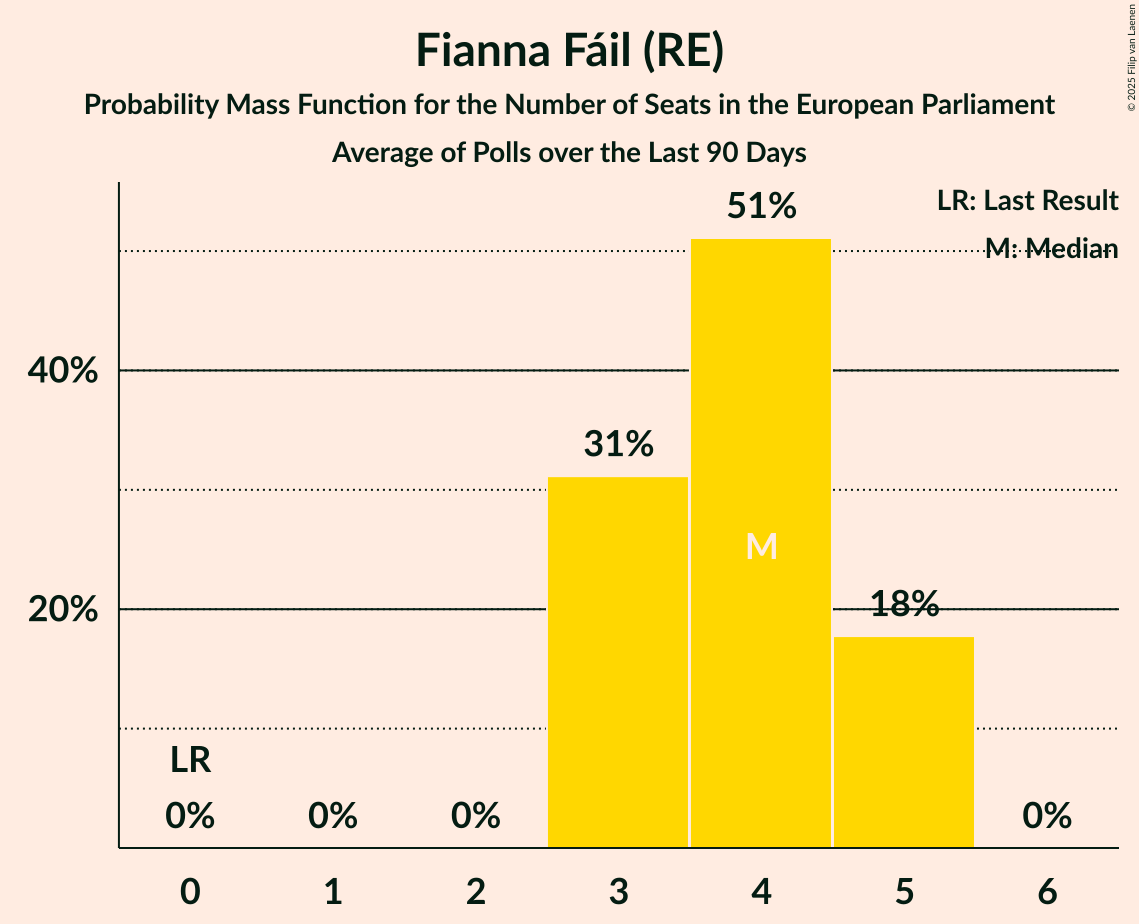 Fianna Fáil (RE)
Probability Mass Function for the Number of Seats in the European Parliament
Average of Polls over the Last 90 Days
© 2025 Filip van Laenen
LR: Last Result
M: Median
51%
40%
31%
M
20%
18%
LR
0%
0%
0%
0%
0
1
2
3
4
5
6